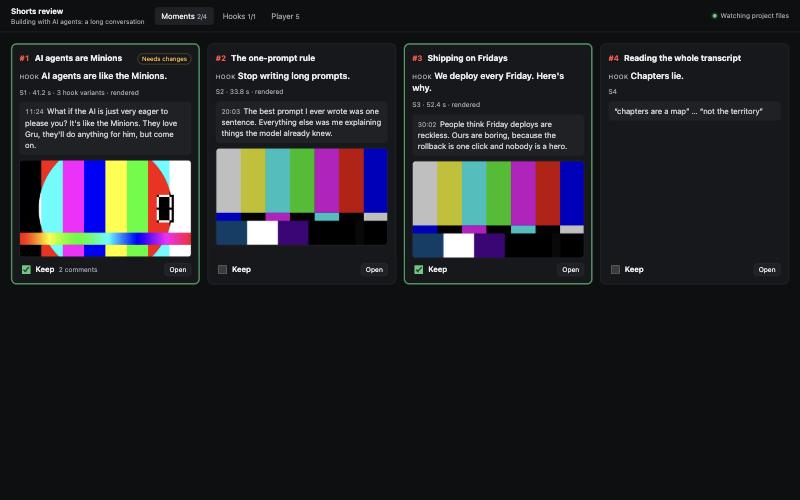 Shorts review
Building with AI agents: a long conversation
Moments 2/4
Hooks 1/1
Player 5
Watching project files
#1 AI agents are Minions
Needs changes
HOOK AI agents are like the Minions.
S1 · 41.2 s · 3 hook variants · rendered
11:24 What if the AI is just very eager to
please you? It's like the Minions. They love
Gru, they'll do anything for him, but come
on.
Keep 2 comments
Open
#2 The one-prompt rule
HOOK Stop writing long prompts.
S2 · 33.8 s · rendered
20:03 The best prompt I ever wrote was one
sentence. Everything else was me explaining
things the model already knew.
Keep
Open
#3 Shipping on Fridays
HOOK We deploy every Friday. Here's
why.
S3 · 52.4 s · rendered
30:02 People think Friday deploys are
reckless. Ours are boring, because the
rollback is one click and nobody is a hero.
Keep
Open
#4 Reading the whole transcript
HOOK Chapters lie.
S4
“chapters are a map” … “not the territory”
Keep
Open